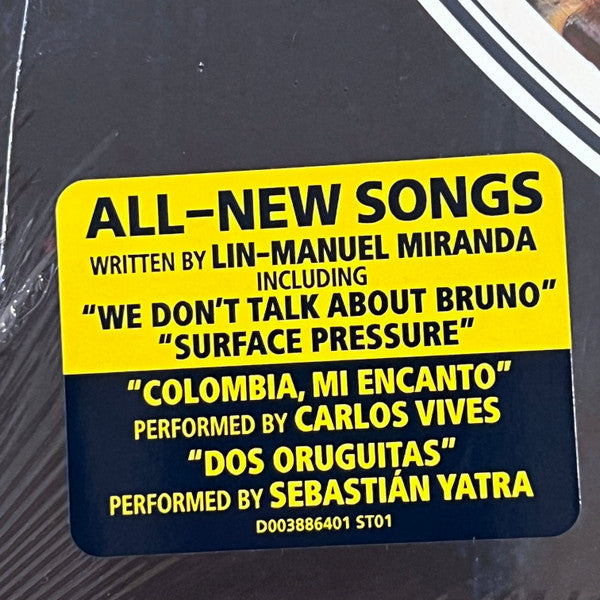 ALL-NEW SONGS
WRITTEN BY LIN-MANUEL MIRANDA
INCLUDING
“WE DON'T TALK ABOUT BRUNO”
“SURFACE PRESSURE”
“COLOMBIA, MI ENCANTO”
PERFORMED BY CARLOS VIVES
“DOS ORUGUITAS”
PERFORMED BY SEBASTIÁN YATRA
D003886401 ST01